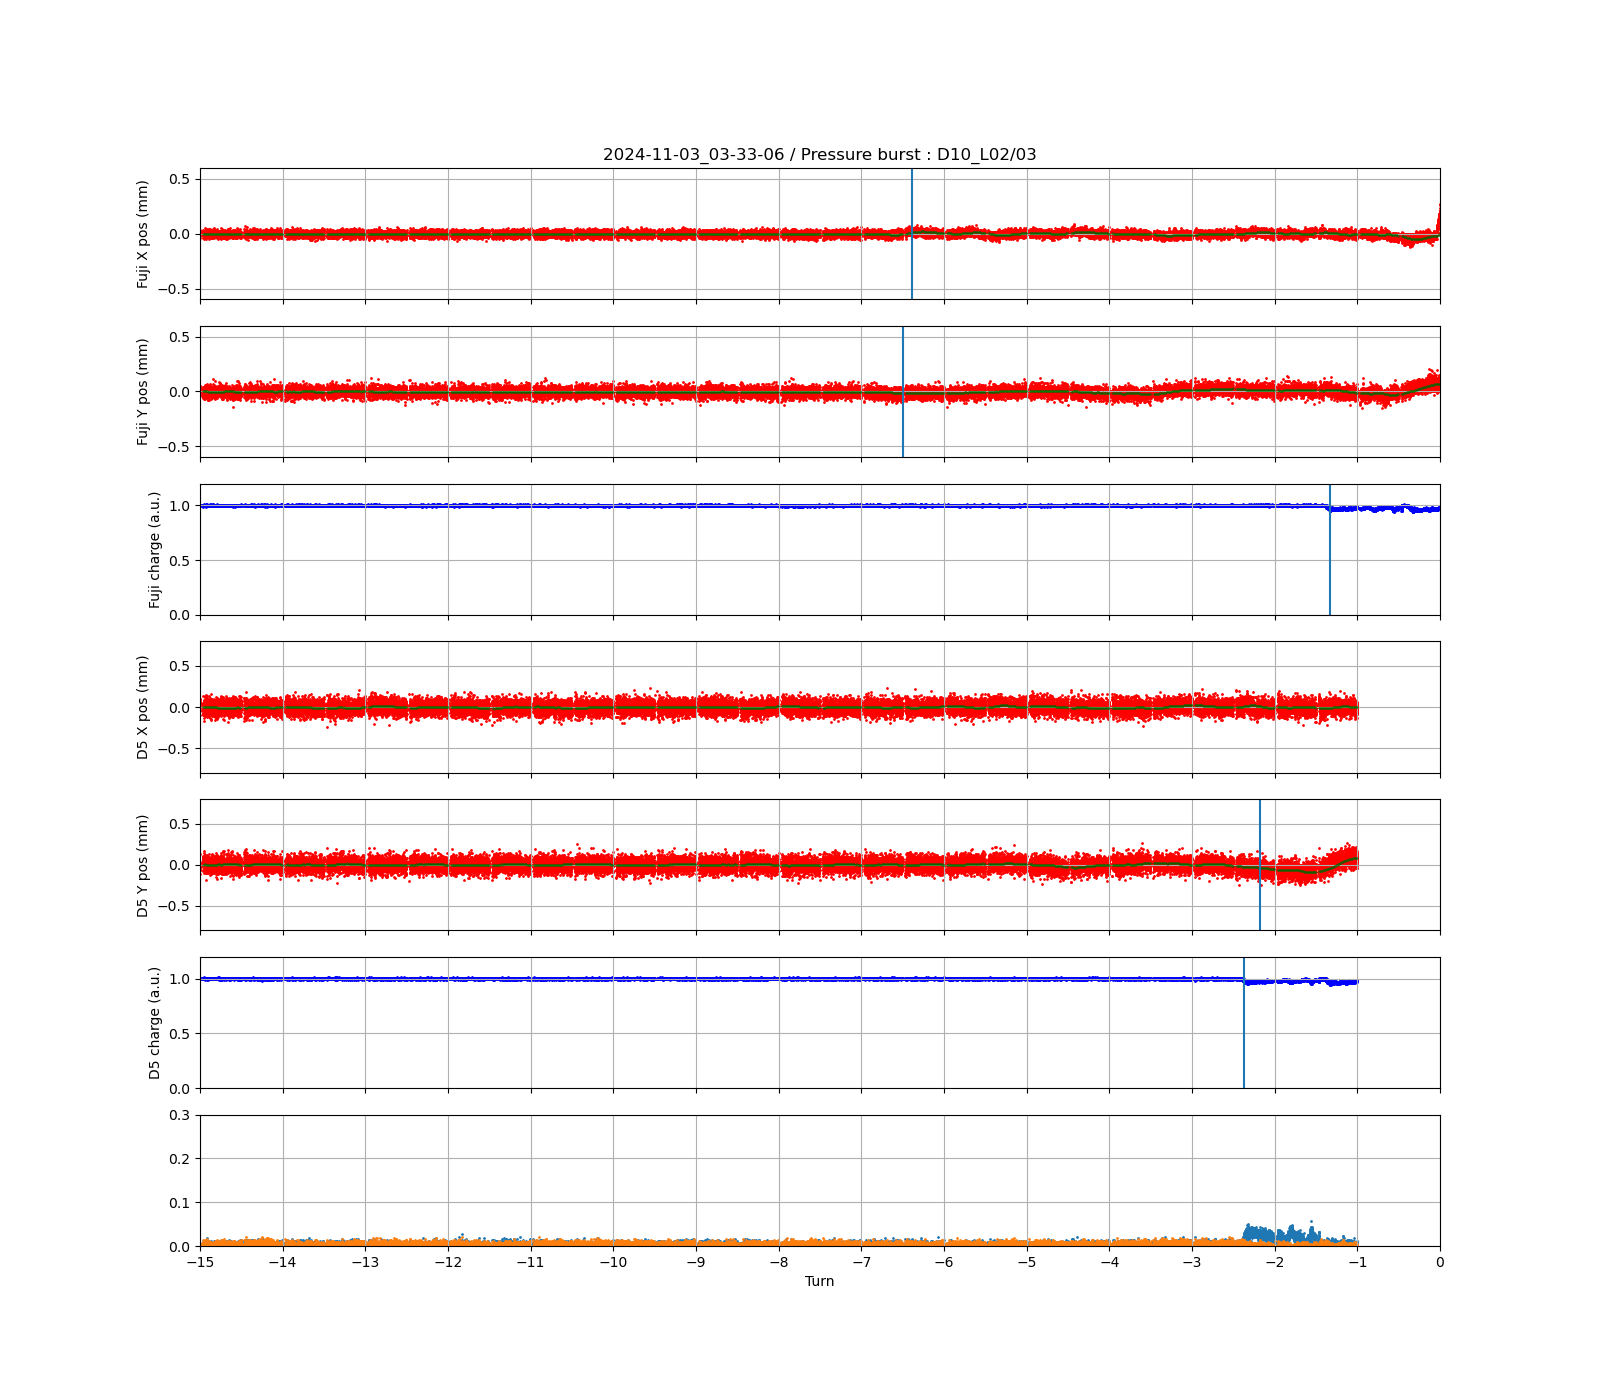 2024-11-03_03-33-06 / Pressure burst : D10_L02/03
Fuji X pos (mm)
0.5
0.0
−0.5
Fuji Y pos (mm)
0.5
0.0
−0.5
Fuji charge (a.u.)
1.0
0.5
0.0
D5 X pos (mm)
0.5
0.0
−0.5
D5 Y pos (mm)
0.5
0.0
−0.5
D5 charge (a.u.)
1.0
0.5
0.0
0.3
0.2
0.1
0.0
−15 −14 −13 −12 −11 −10 −9 −8 −7 −6 −5 −4 −3 −2 −1 0
Turn